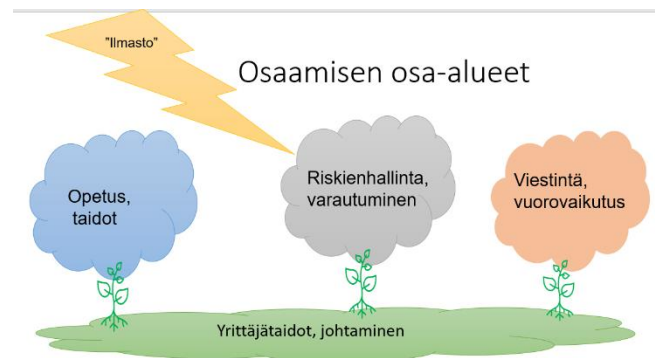 "Ilmasto"
Osaamisen osa-alueet
Opetus,
taidot
Riskienhallinta,
varautuminen
Viestintä,
vuorovaikutus
Yrittäjätaidot, johtaminen